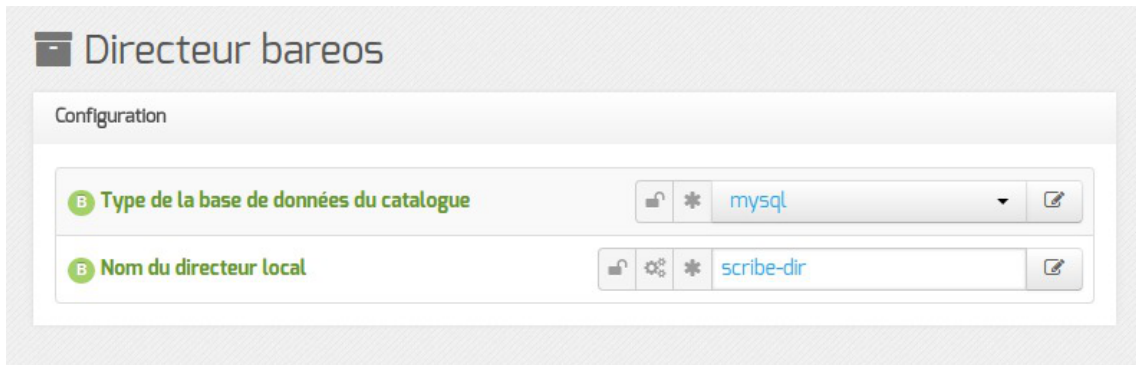 Directeur bareos
Configuration
B Type de la base de données du catalogue
mysql
B Nom du directeur local
scribe-dir